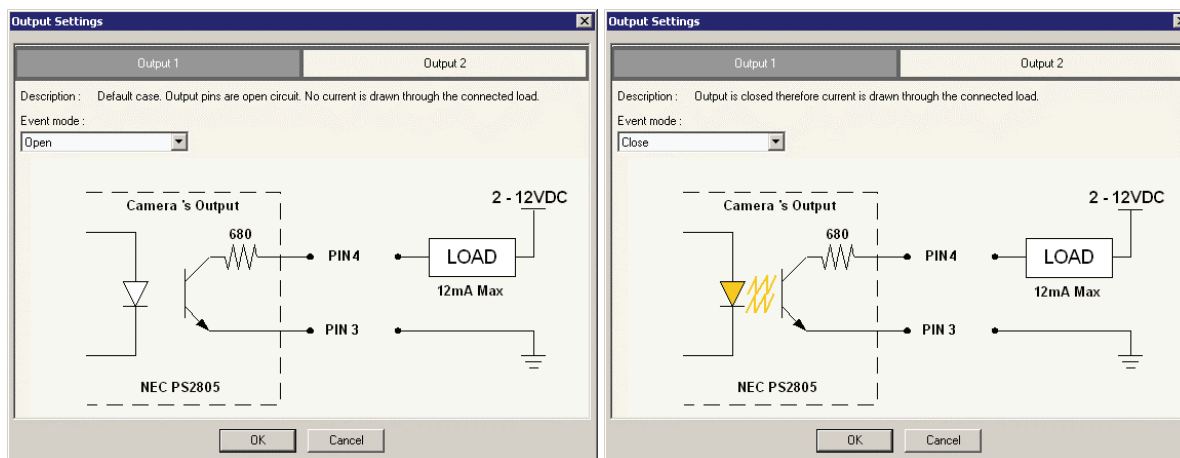 Output Settings
Output 1
Output 2
Description : Default case. Output pins are open circuit. No current is drawn through the connected load.
Event mode :
Open
Camera 's Output
2 - 12VDC
680
PIN4
LOAD
12mA Max
PIN 3
NEC PS2805
OK
Cancel
Output Settings
Output 1
Output 2
Description : Output is closed therefore current is drawn through the connected load.
Event mode :
Close
Camera 's Output
2 - 12VDC
680
PIN4
LOAD
12mA Max
PIN 3
NEC PS2805
OK
Cancel